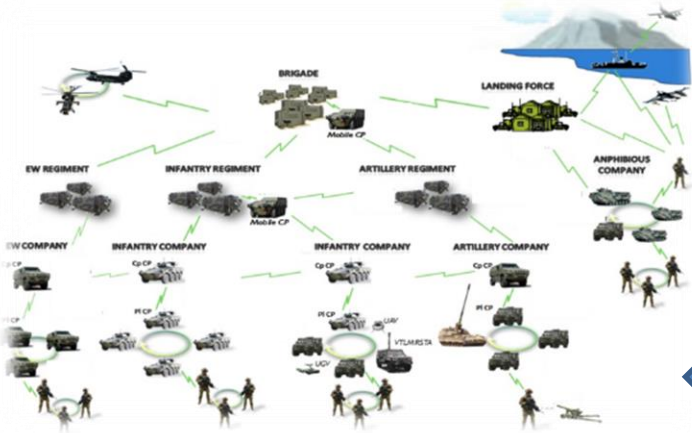 BRIGADE
LANDING FORCE
Mobile CP
EW REGIMENT
INFANTRY REGIMENT
ARTILLERY REGIMENT
ANPHIBIOUS
COMPANY
Mobile CP
EW COMPANY
INFANTRY COMPANY
INFANTRY COMPANY
ARTILLERY COMPANY
Cp CP
Cp CP
Cp CP
Cp CP
Pl CP
Pl CP
Pl CP
Pl CP
UAV
VTLM/RSTA
UGV